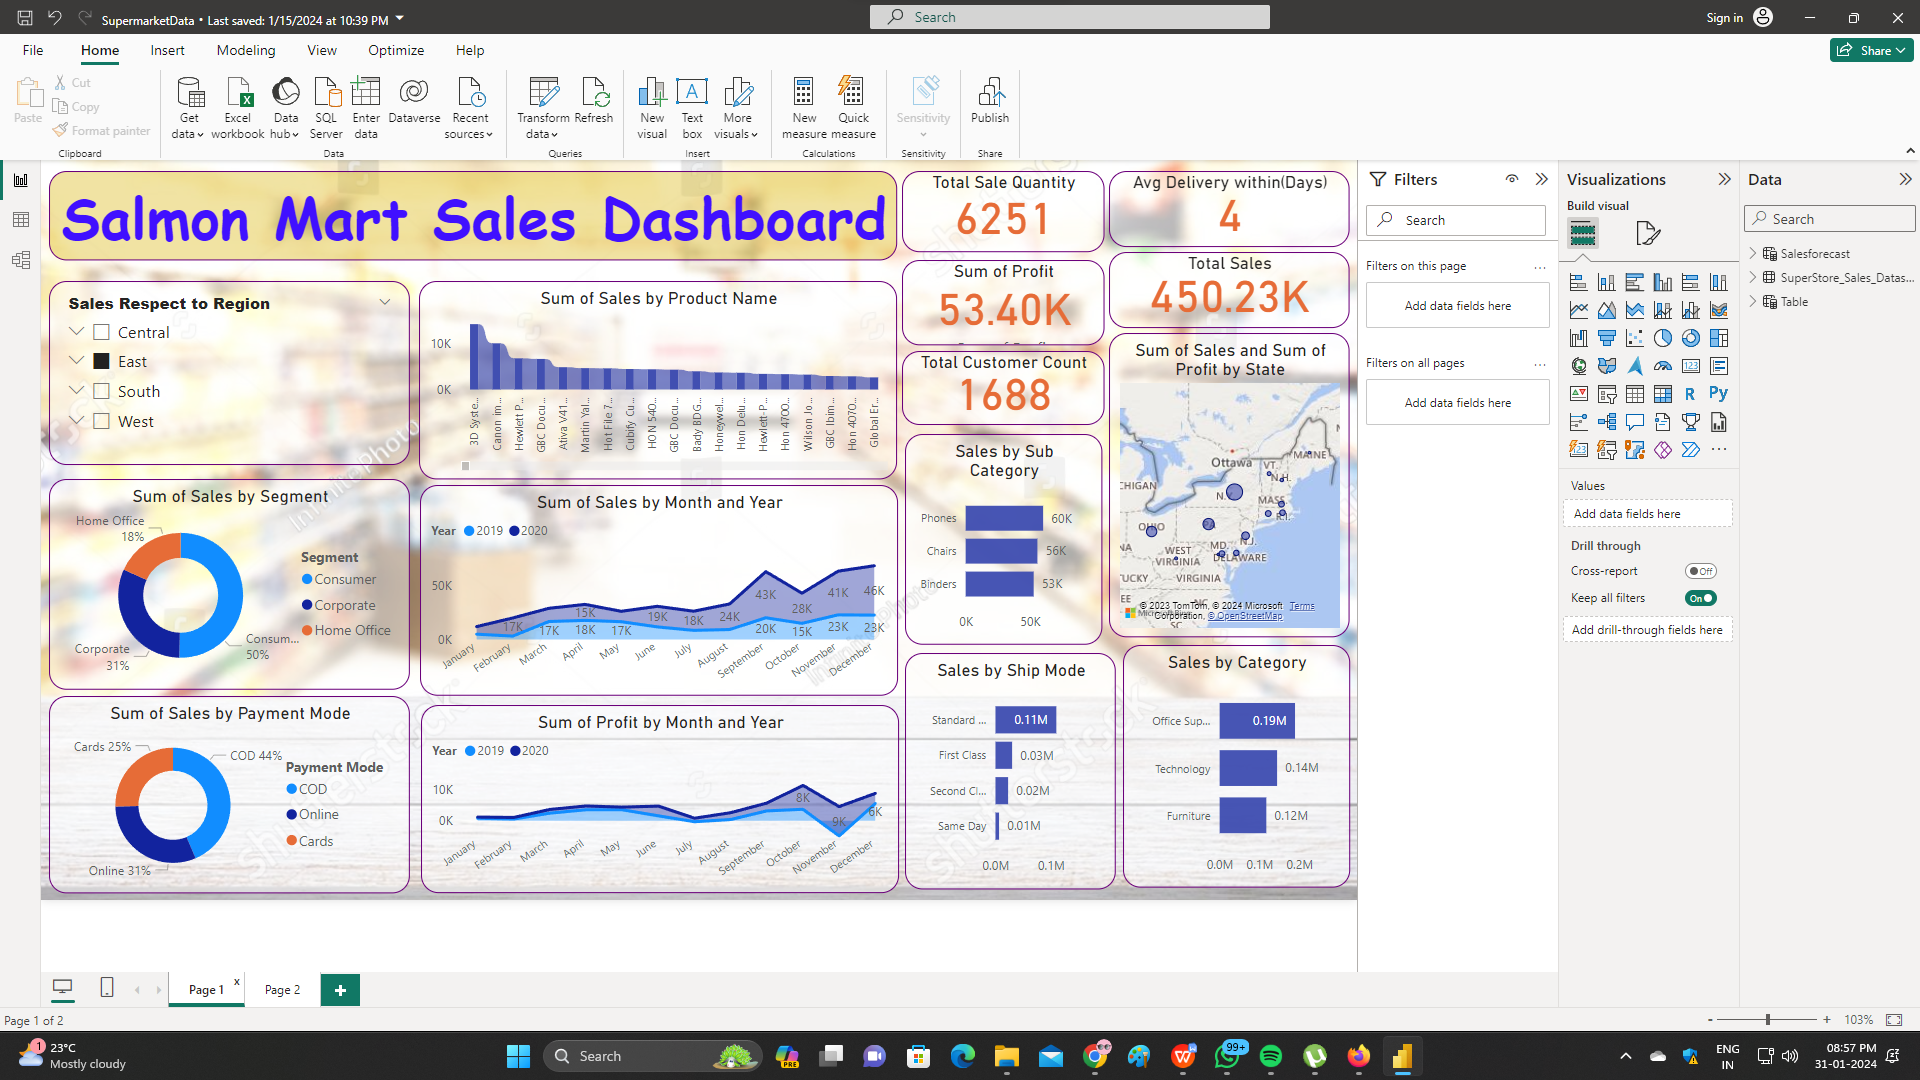 SupermarketData • Last saved: 1/15/2024 at 10:39 PM
Search
Sign in
File
Home
Insert
Modeling
View
Optimize
Help
Share
Paste
Cut
Copy
Format painter
Clipboard
Get data
Excel workbook
Data hub
SQL Server
Enter data
Dataverse
Recent sources
Data
Transform data
Refresh
Queries
New visual
Text box
More visuals
Insert
New measure
Quick measure
Calculations
Sensitivity
Sensitivity
Publish
Share
Salmon Mart Sales Dashboard
Total Sale Quantity
6251
Avg Delivery within(Days)
4
Sum of Profit
53.40K
Total Sales
450.23K
Total Customer Count
1688
Sales Respect to Region
Central
East
South
West
Sum of Sales by Product Name
10K
0K
3D Syste...
Canon im...
Hewlett P...
GBC Docu...
Ativa V41...
Martin Yal...
Hot File 7...
Cubify Cu...
HON 540...
GBC Docu...
Bady BDG...
Honeywel...
Hon Delu...
Hewlett-P...
Hon 4700...
Wilson Jo...
GBC Ibim...
Hon 4070...
Global Er...
Sum of Sales by Segment
Home Office
18%
Consum...
50%
Corporate
31%
Segment
Consumer
Corporate
Home Office
Sum of Sales by Month and Year
Year 2019 2020
50K
0K
17K
17K
15K
18K
17K
19K
18K
24K
43K
20K
28K
15K
41K
23K
46K
23K
January
February
March
April
May
June
July
August
September
October
November
December
Sales by Sub
Category
Phones 60K
Chairs 56K
Binders 53K
0K 50K
Sum of Sales and Sum of
Profit by State
Ottawa
MAINE
VT.
N.H.
MASS.
R.I.
CHIGAN
N.
OHIO
PA
N.J.
MD.
DELAWARE
NA
WEST
VIRGINIA
TUCKY
VIRGINIA
EE
NORTH
CAROLINA
SC
© 2023 TomTom, © 2024 Microsoft Corporation, © OpenStreetMap Terms
Sum of Sales by Payment Mode
Cards 25%
COD 44%
Online 31%
Payment Mode
COD
Online
Cards
Sum of Profit by Month and Year
Year 2019 2020
10K
0K
8K
9K
6K
January
February
March
April
May
June
July
August
September
October
November
December
Sales by Ship Mode
Standard ... 0.11M
First Class 0.03M
Second Cl... 0.02M
Same Day 0.01M
0.0M 0.1M
Sales by Category
Office Sup... 0.19M
Technology 0.14M
Furniture 0.12M
0.0M 0.1M 0.2M
shutterstock
Filters
Search
Filters on this page
...
Add data fields here
Filters on all pages
...
Add data fields here
Visualizations
Build visual
Values
Add data fields here
Drill through
Cross-report
Off
Keep all filters
On
Add drill-through fields here
Data
Search
Salesforecast
SuperStore_Sales_Datas...
Table
Page 1
Page 2
Page 1 of 2
103%
23°C
Mostly cloudy
Search
PRE
99+
ENG
IN
08:57 PM
31-01-2024